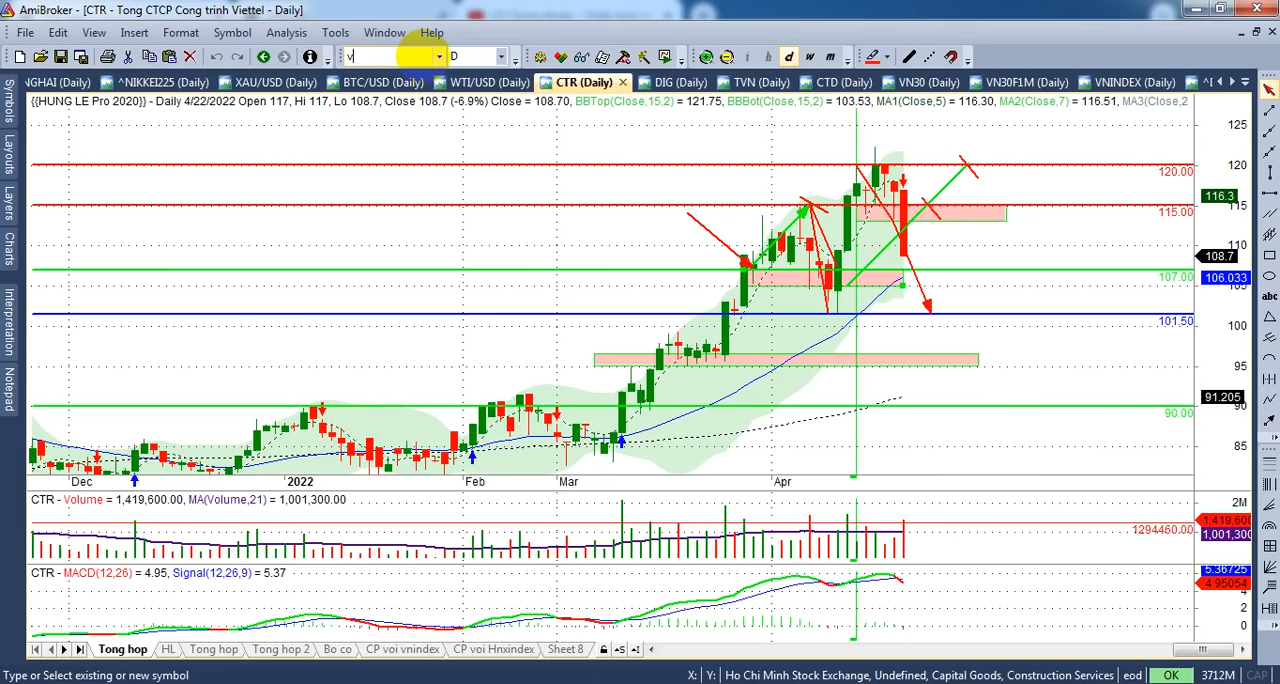 AmiBroker - [CTR - Tong CTCP Cong trinh Viettel - Daily]
File Edit View Insert Format Symbol Analysis Tools Window Help
v D i h d w m
NGHAI (Daily) ^NIKKEI225 (Daily) XAU/USD (Daily) BTC/USD (Daily) WTI/USD (Daily) CTR (Daily) DIG (Daily) TVN (Daily) CTD (Daily) VN30 (Daily) VN30F1M (Daily) VNINDEX (Daily)
{{HUNG LE Pro 2020}} - Daily 4/22/2022 Open 117, Hi 117, Lo 108.7, Close 108.7 (-6.9%) Close = 108.70, BBTop(Close,15,2) = 121.75, BBBot(Close,15,2) = 103.53, MA1(Close,5) = 116.30, MA2(Close,7) = 116.51, MA3(Close,2
Symbols
Layouts
Layers
Charts
Interpretation
Notepad
abc
125
120
120.00
116.3
115
115.00
110
108.7
107.00
106.033
105
101.50
100
95
91.205
90
90.00
85
Dec 2022 Feb Mar Apr
CTR - Volume = 1,419,600.00, MA(Volume,21) = 1,001,300.00
2M
1,419,600
1294460.00
1,001,300
CTR - MACD(12,26) = 4.95, Signal(12,26,9) = 5.37
5.36725
4.95054
4
2
0
Tong hop HL Tong hop Tong hop 2 Bo co CP voi vnindex CP voi Hnxindex Sheet 8
Type or Select existing or new symbol X: Y: Ho Chi Minh Stock Exchange, Undefined, Capital Goods, Construction Services eod OK 3712M CAP